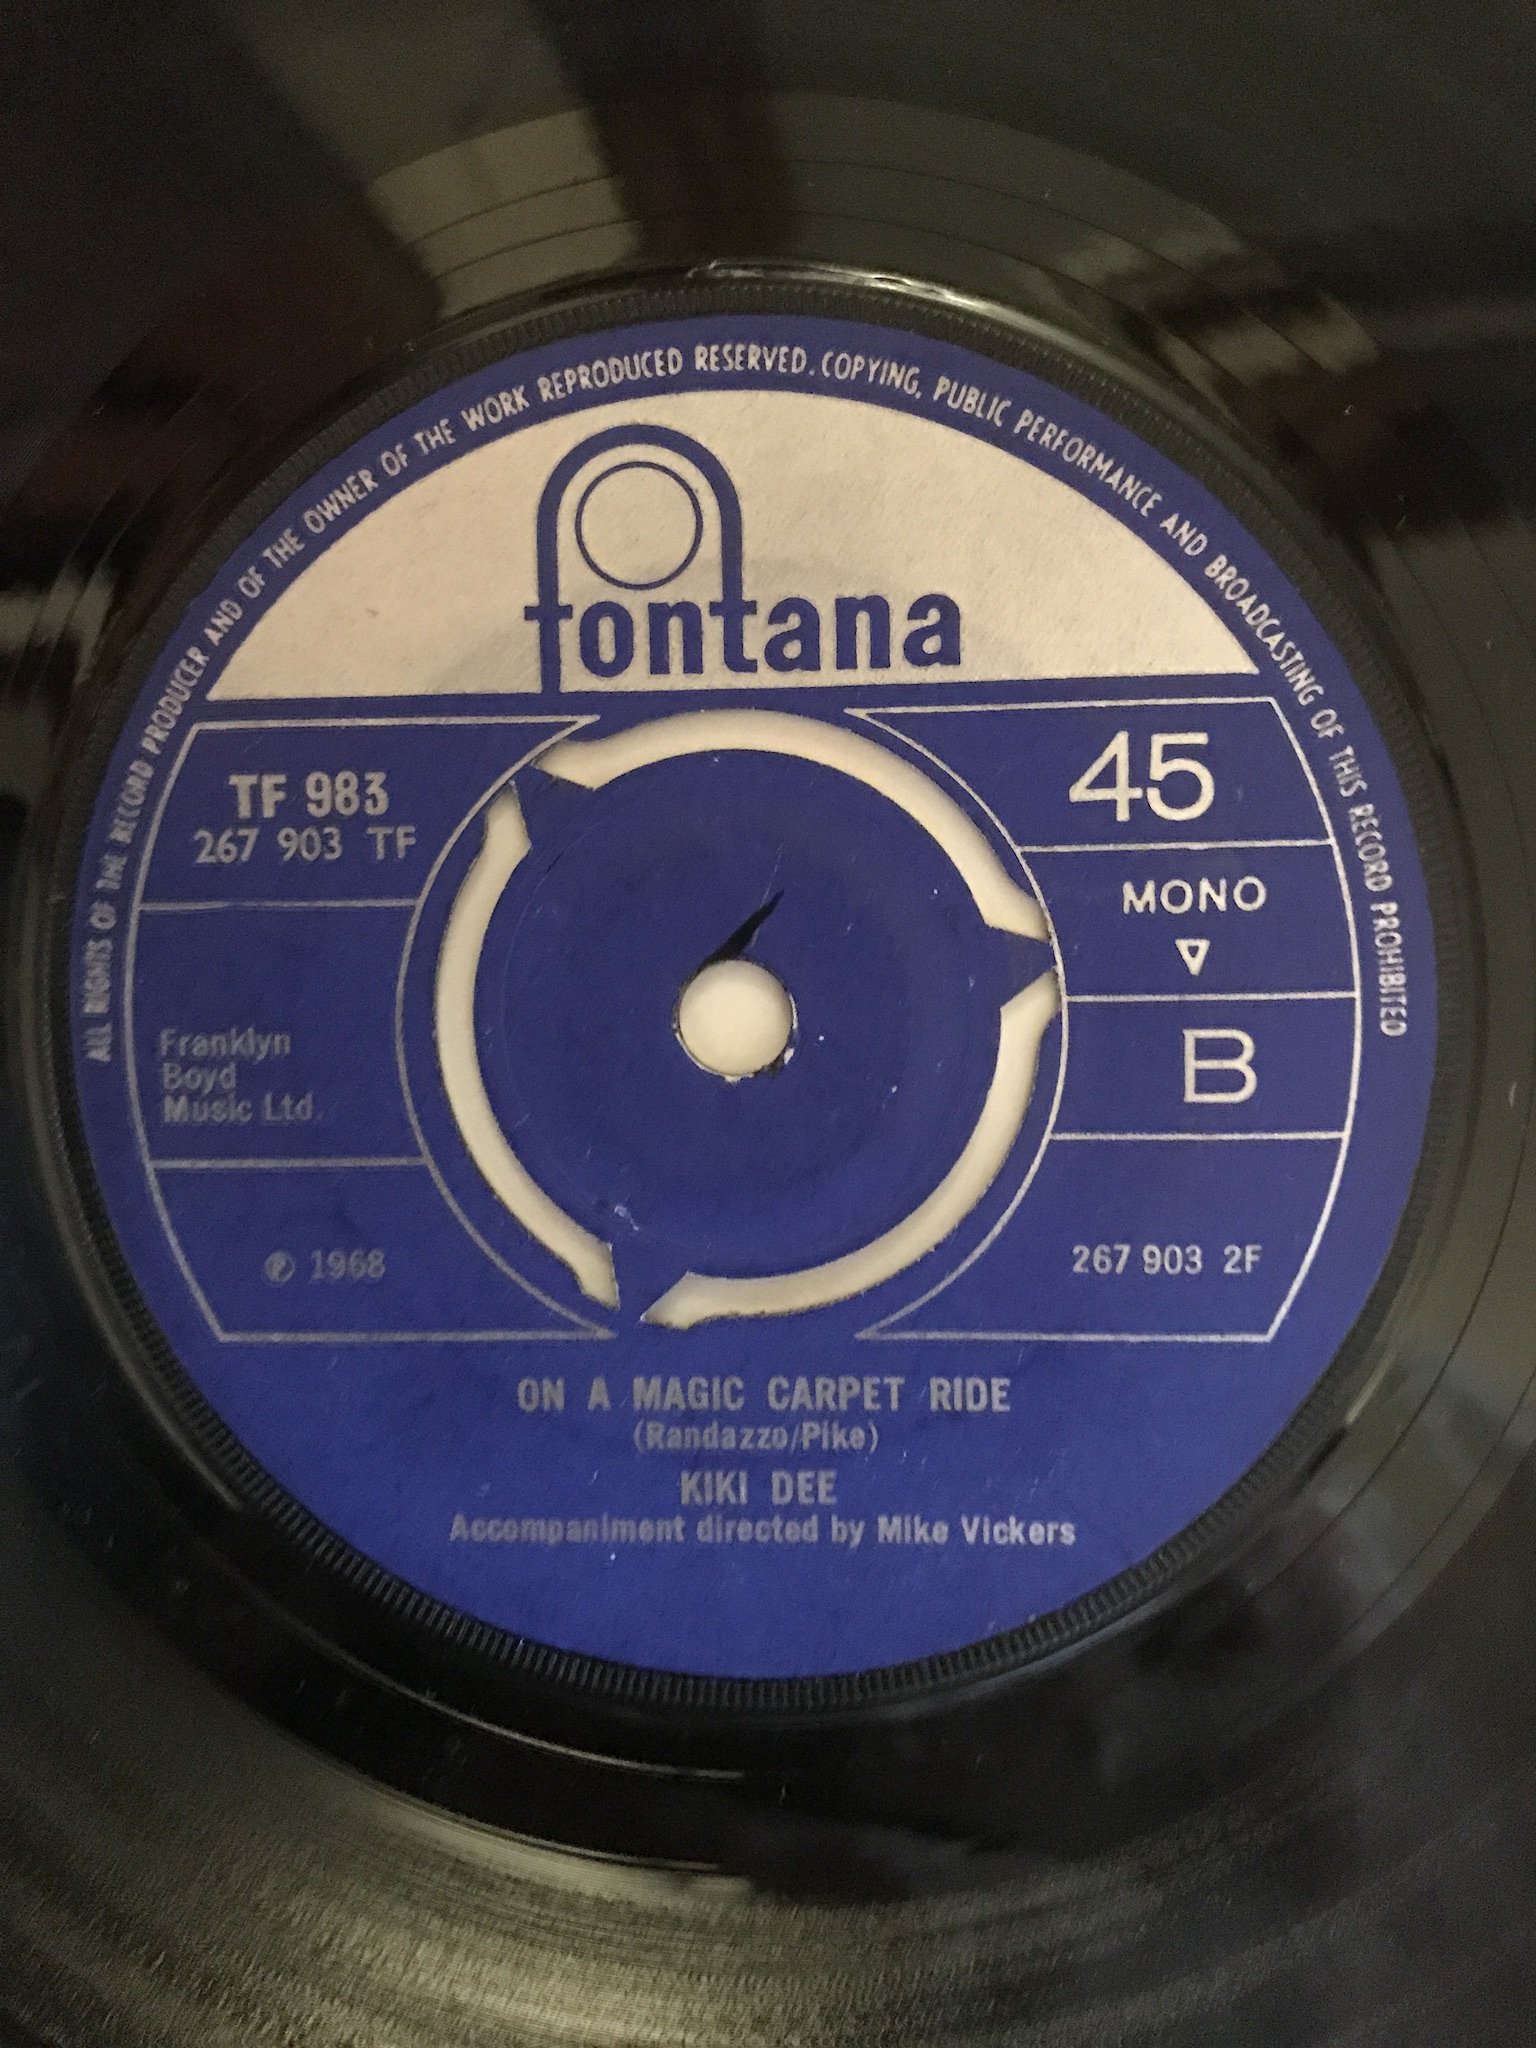 ALL RIGHTS OF THE RECORD PRODUCER AND OF THE OWNER OF THE WORK REPRODUCED RESERVED. COPYING, PUBLIC PERFORMANCE AND BROADCASTING OF THIS RECORD PROHIBITED
fontana
TF 983
267 903 TF
45
MONO
B
Franklyn
Boyd
Music Ltd.
℗ 1968
267 903 2F
ON A MAGIC CARPET RIDE
(Randazzo/Pike)
KIKI DEE
Accompaniment directed by Mike Vickers